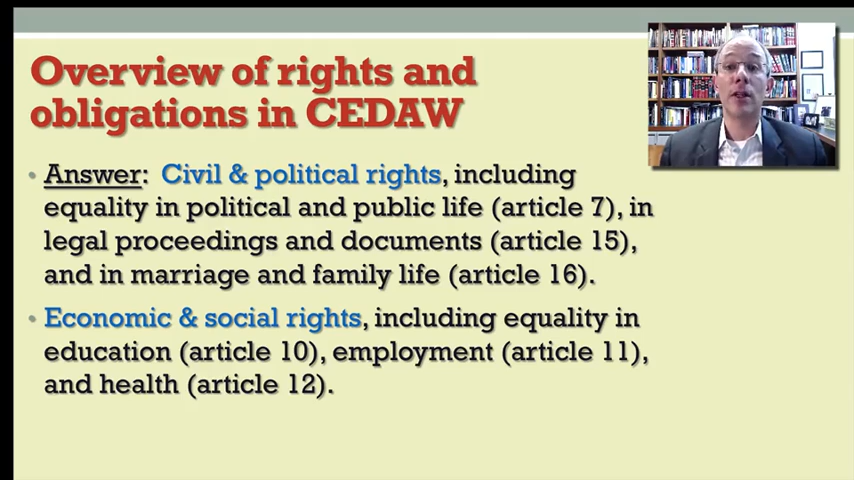 Overview of rights and
obligations in CEDAW
• Answer: Civil & political rights, including
equality in political and public life (article 7), in
legal proceedings and documents (article 15),
and in marriage and family life (article 16).
• Economic & social rights, including equality in
education (article 10), employment (article 11),
and health (article 12).